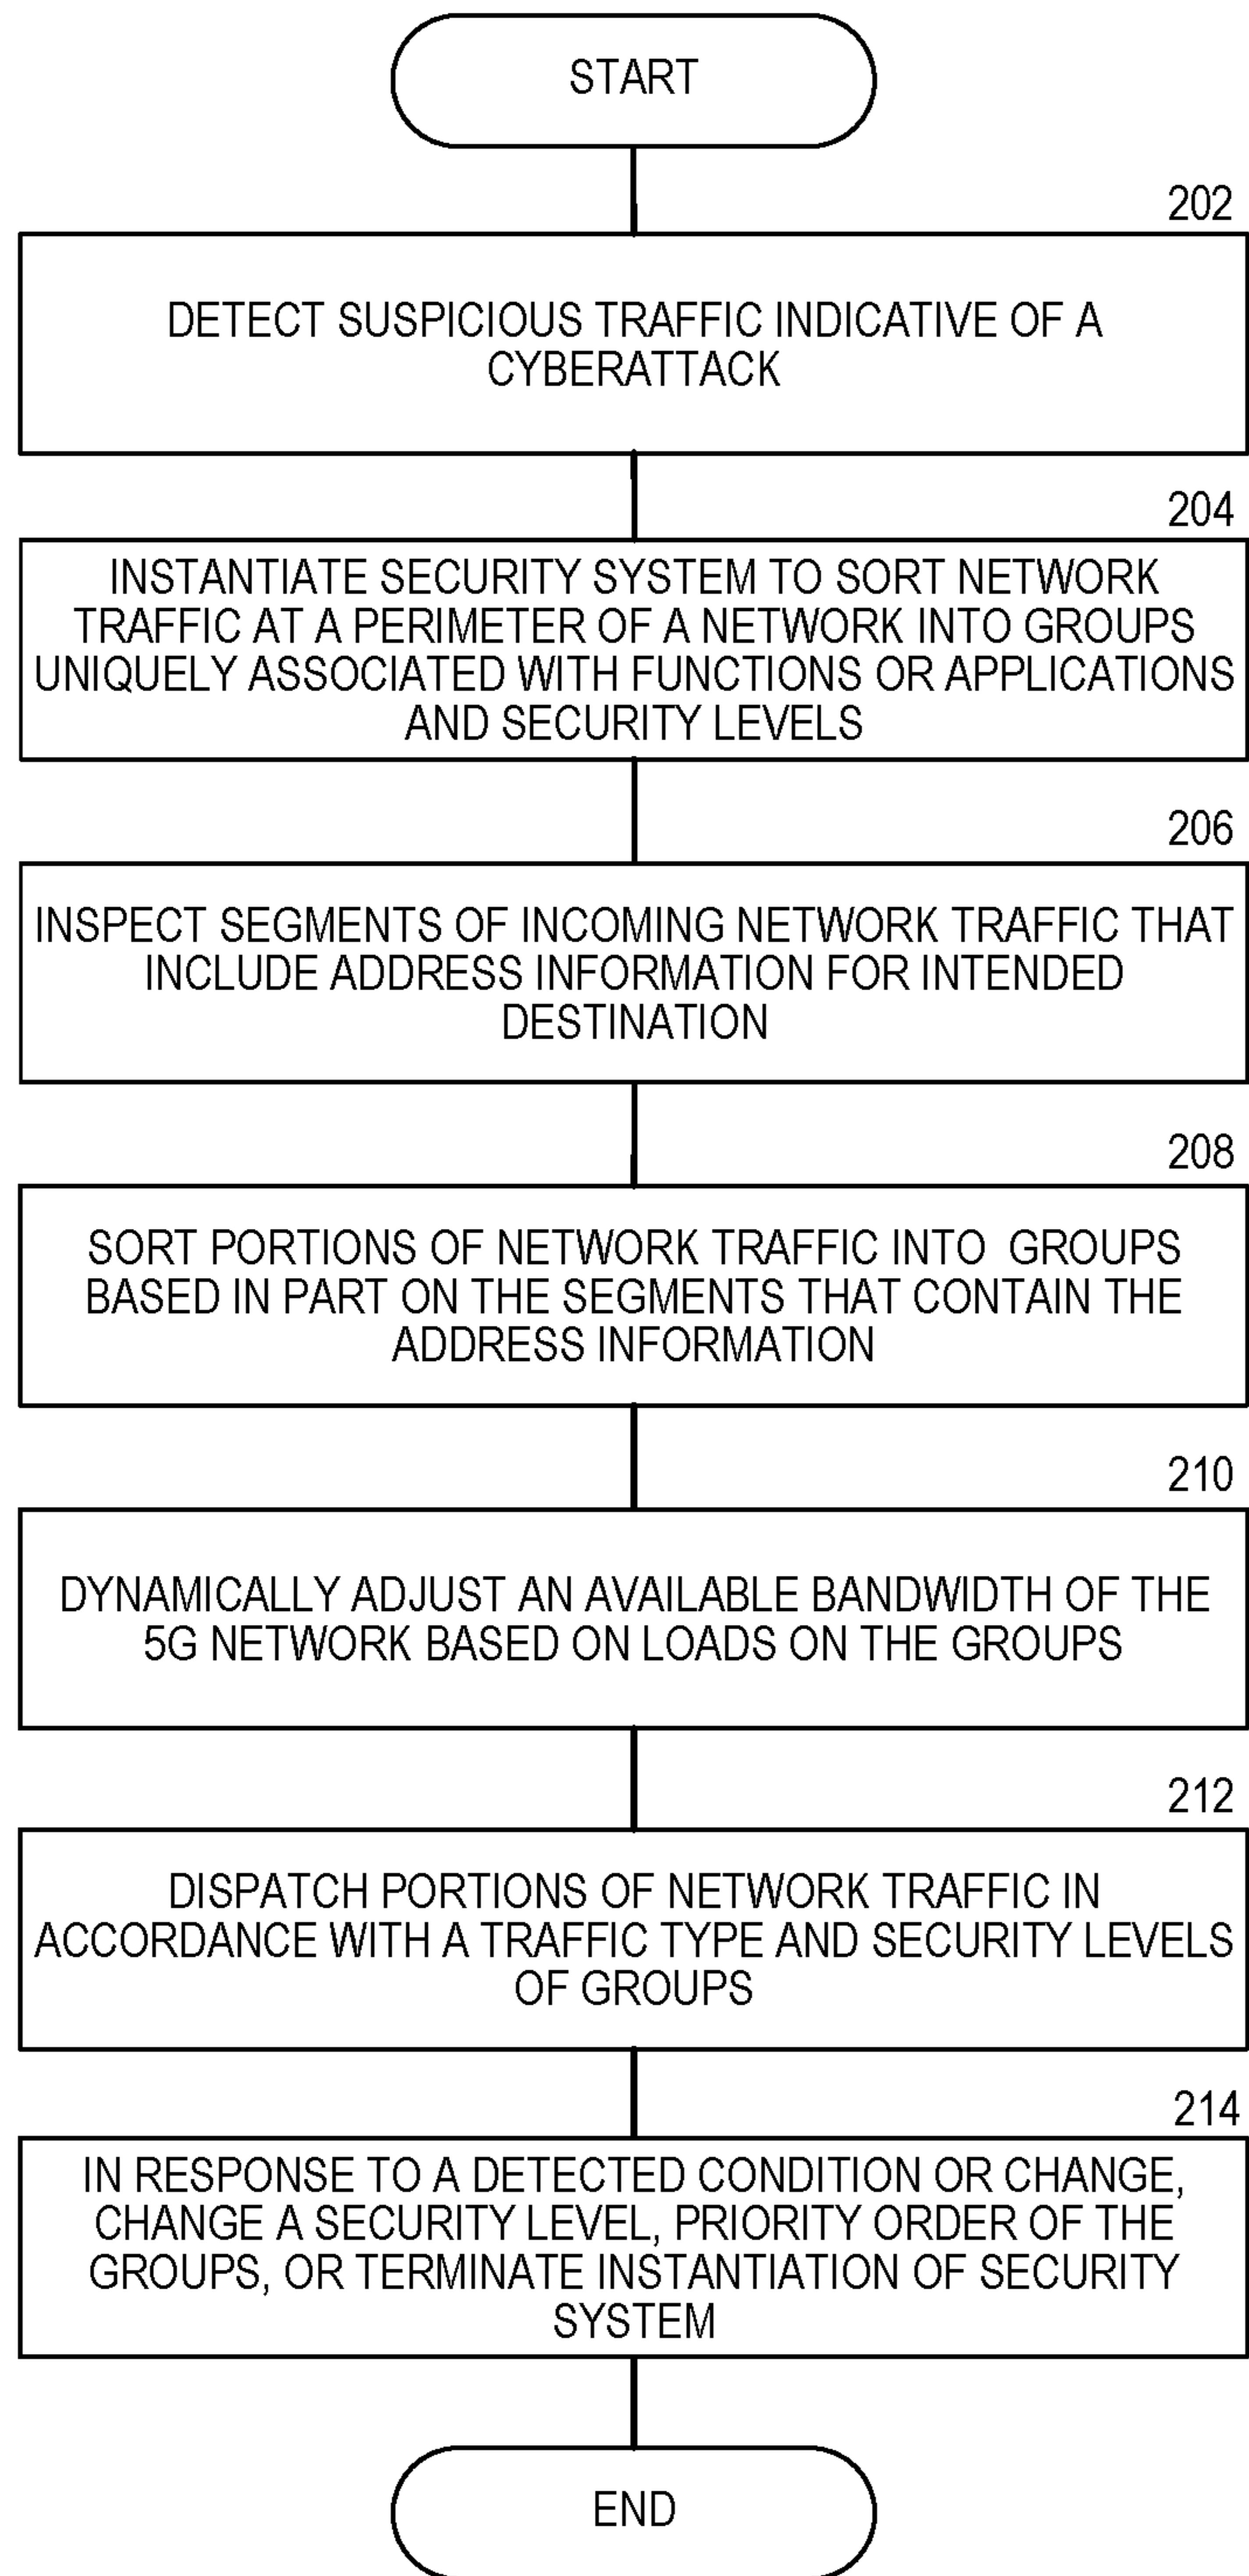 START
202
DETECT SUSPICIOUS TRAFFIC INDICATIVE OF A
CYBERATTACK
204
INSTANTIATE SECURITY SYSTEM TO SORT NETWORK
TRAFFIC AT A PERIMETER OF A NETWORK INTO GROUPS
UNIQUELY ASSOCIATED WITH FUNCTIONS OR APPLICATIONS
AND SECURITY LEVELS
206
INSPECT SEGMENTS OF INCOMING NETWORK TRAFFIC THAT
INCLUDE ADDRESS INFORMATION FOR INTENDED
DESTINATION
208
SORT PORTIONS OF NETWORK TRAFFIC INTO GROUPS
BASED IN PART ON THE SEGMENTS THAT CONTAIN THE
ADDRESS INFORMATION
210
DYNAMICALLY ADJUST AN AVAILABLE BANDWIDTH OF THE
5G NETWORK BASED ON LOADS ON THE GROUPS
212
DISPATCH PORTIONS OF NETWORK TRAFFIC IN
ACCORDANCE WITH A TRAFFIC TYPE AND SECURITY LEVELS
OF GROUPS
214
IN RESPONSE TO A DETECTED CONDITION OR CHANGE,
CHANGE A SECURITY LEVEL, PRIORITY ORDER OF THE
GROUPS, OR TERMINATE INSTANTIATION OF SECURITY
SYSTEM
END